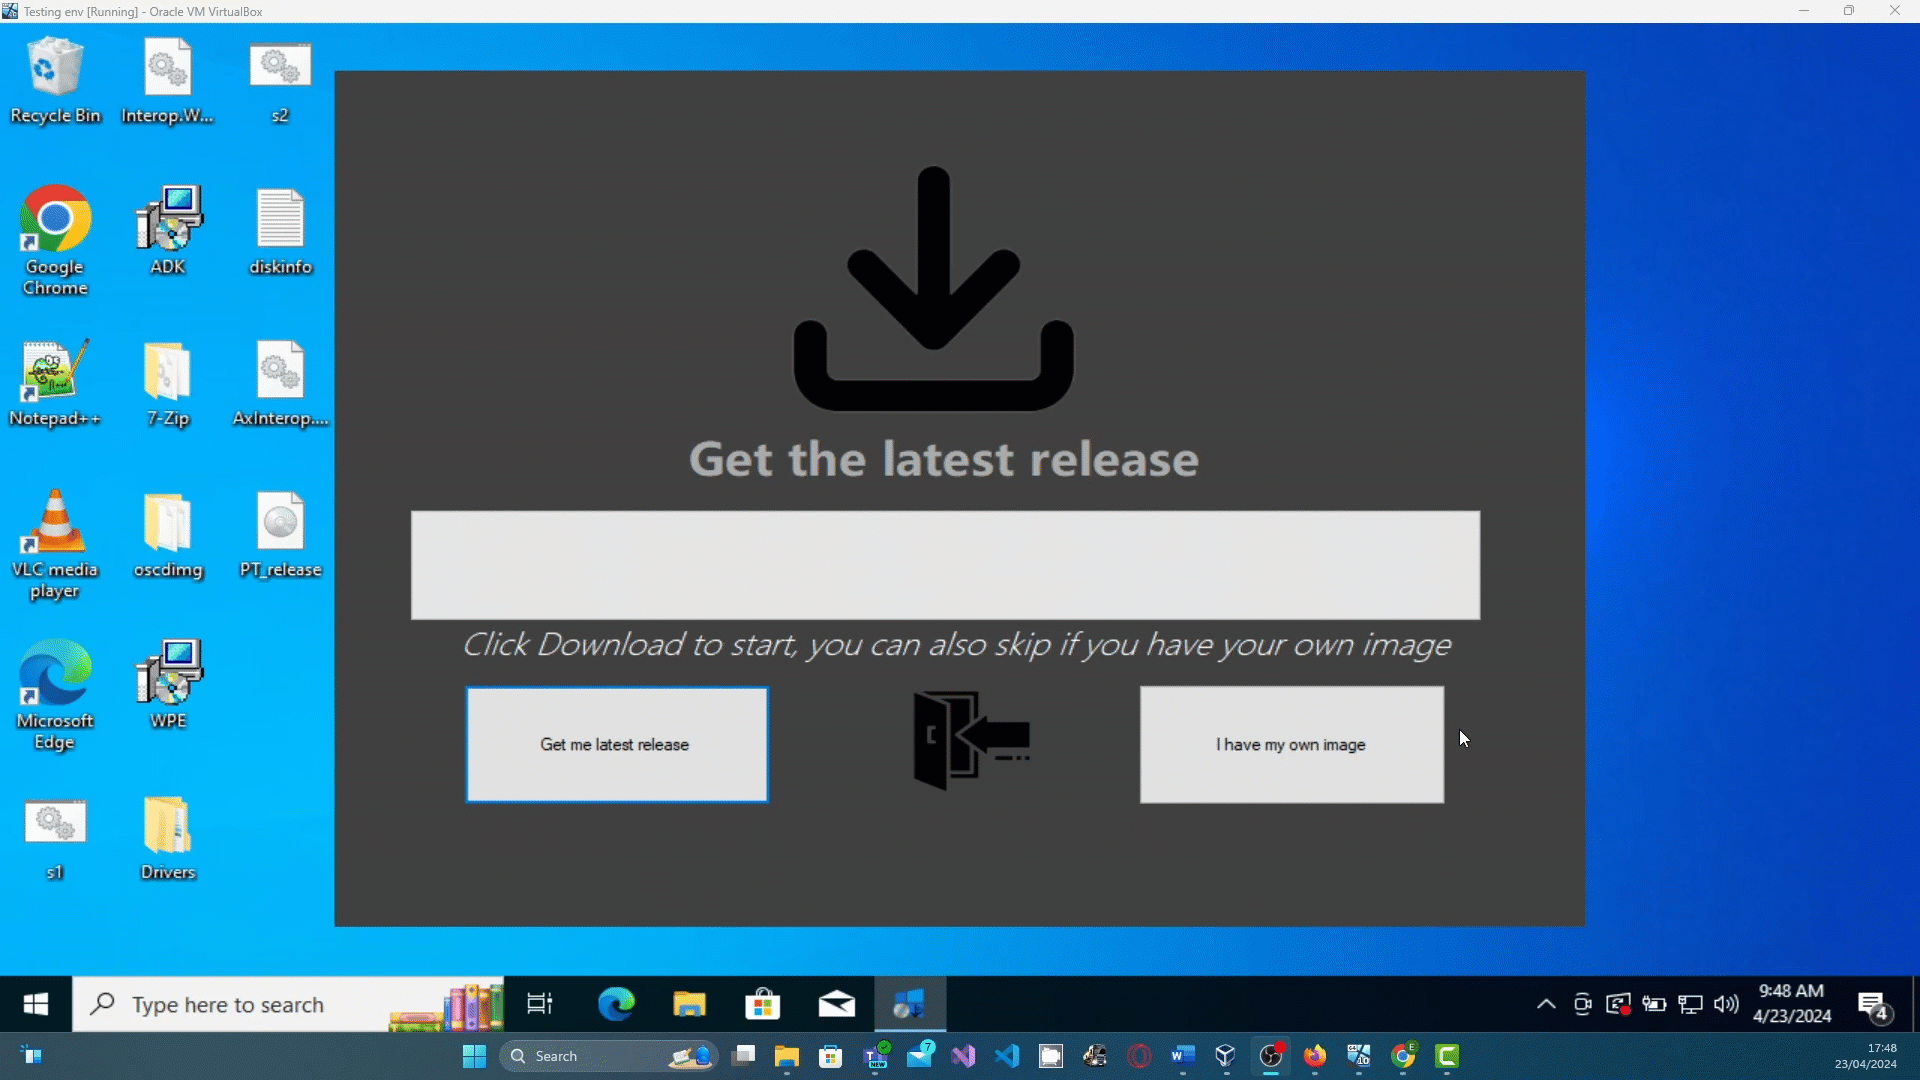 Testing env [Running] - Oracle VM VirtualBox
Recycle Bin
Interop.W...
s2
Google
Chrome
ADK
diskinfo
Notepad++
7-Zip
AxInterop....
VLC media
player
oscdimg
PT_release
Microsoft
Edge
WPE
s1
Drivers
Get the latest release
Click Download to start, you can also skip if you have your own image
Get me latest release
I have my own image
Type here to search
9:48 AM
4/23/2024
4
Search
NEW
7
10
E
17:48
23/04/2024